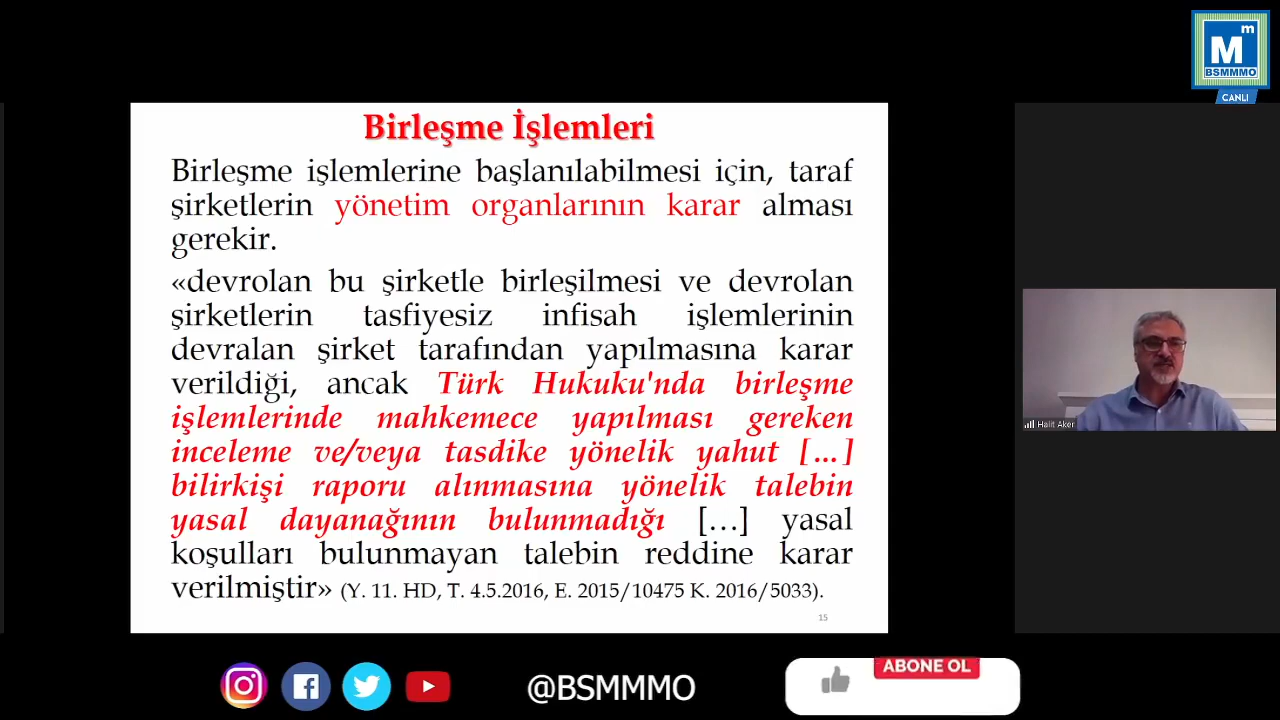 m
M
BSMMMO
CANLI
Birleşme İşlemleri
Birleşme işlemlerine başlanılabilmesi için, taraf
şirketlerin yönetim organlarının karar alması
gerekir.
«devrolan bu şirketle birleşilmesi ve devrolan
şirketlerin tasfiyesiz infisah işlemlerinin
devralan şirket tarafından yapılmasına karar
verildiği, ancak Türk Hukuku'nda birleşme
işlemlerinde mahkemece yapılması gereken
inceleme ve/veya tasdike yönelik yahut [...]
bilirkişi raporu alınmasına yönelik talebin
yasal dayanağının bulunmadığı [...] yasal
koşulları bulunmayan talebin reddine karar
verilmiştir» (Y. 11. HD, T. 4.5.2016, E. 2015/10475 K. 2016/5033).
15
Halit Aker
@BSMMMO
ABONE OL